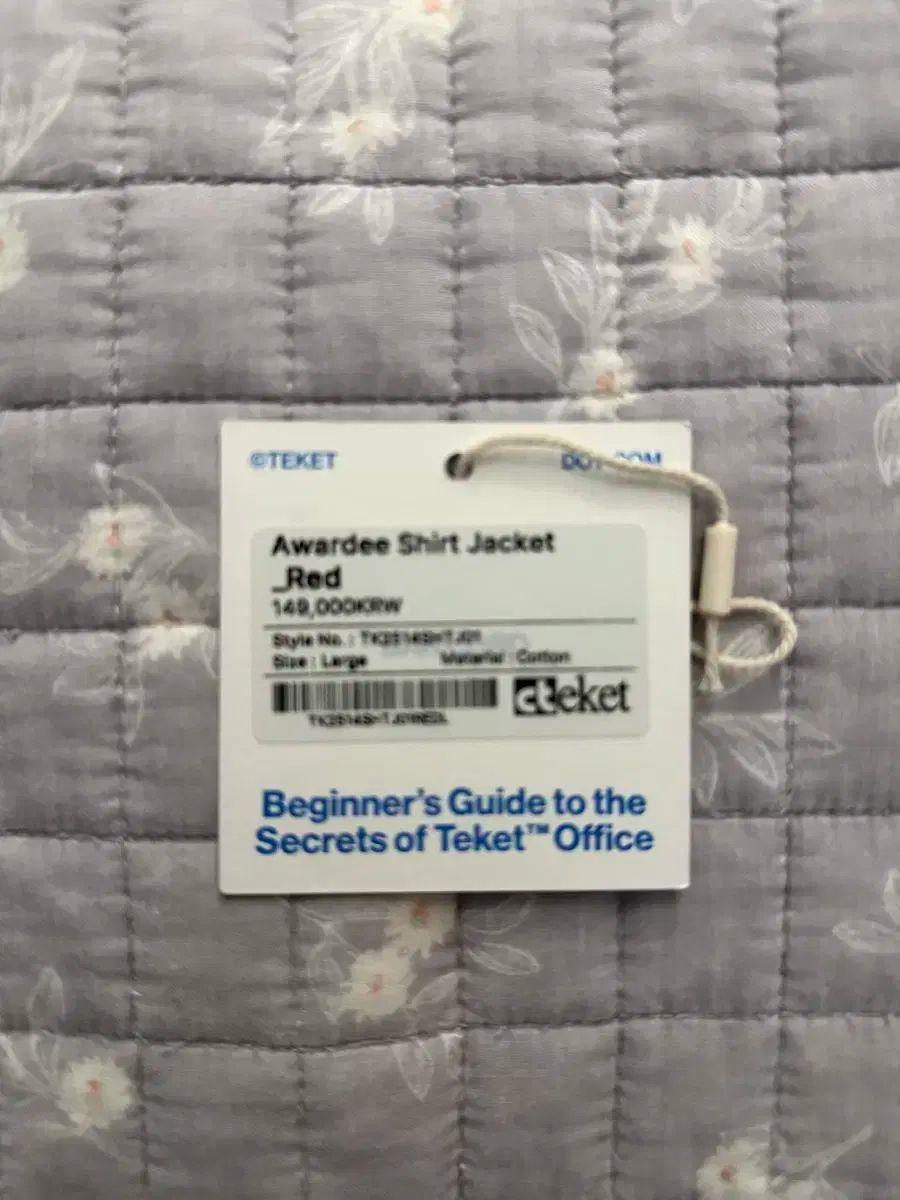 ©TEKET
Awardee Shirt Jacket
_Red
149,000KRW
Style No. :
Size : Large Material : Cotton
teket
Beginner's Guide to the
Secrets of Teket™ Office